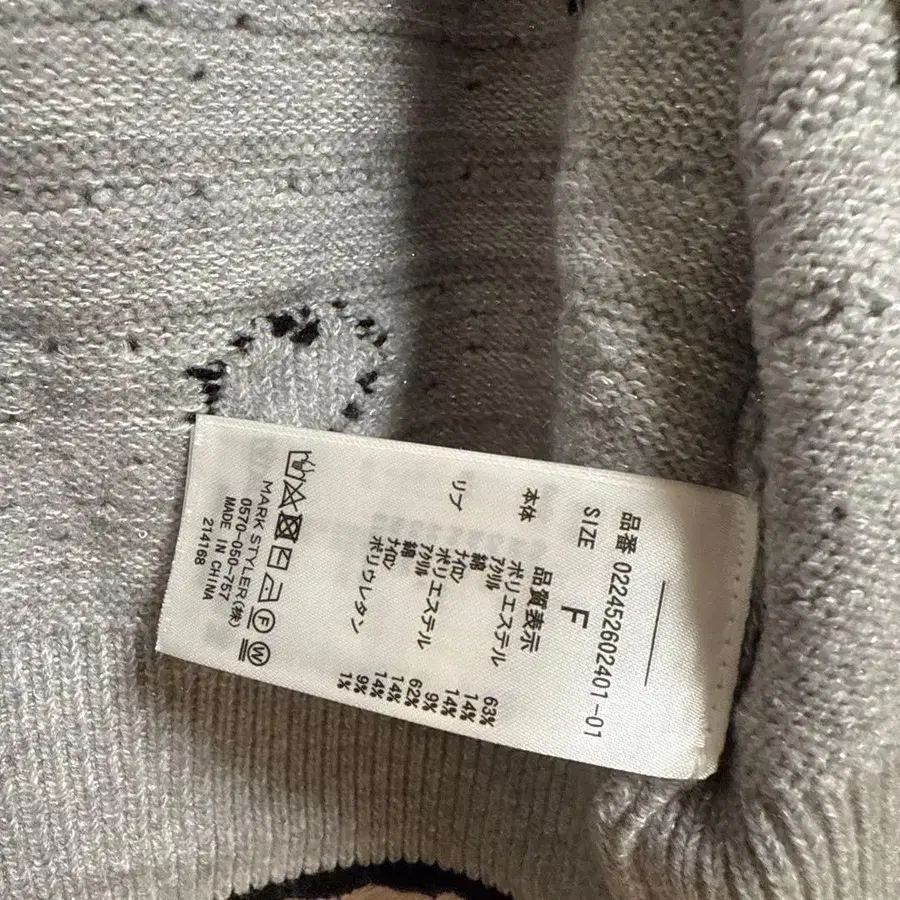 品番 022452602401-01
SIZE F
品質表示
本体 ポリエステル 63%
アクリル 14%
綿 14%
ナイロン 9%
リブ ポリエステル 62%
アクリル 14%
綿 14%
ナイロン 9%
ポリウレタン 1%
F W
MARK STYLER(株)
0570-050-757
MADE IN CHINA
214168